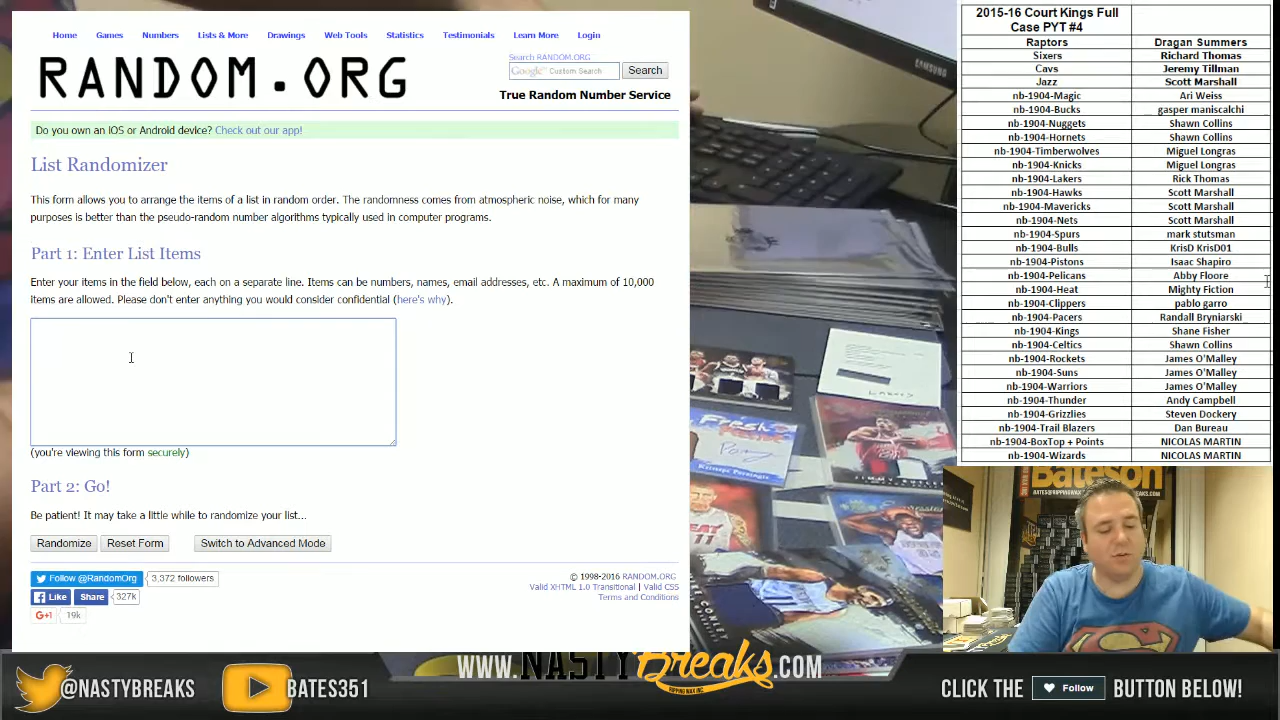 Home Games Numbers Lists & More Drawings Web Tools Statistics Testimonials Learn More Login
RANDOM.ORG
Search RANDOM.ORG
Google Custom Search Search
True Random Number Service
Do you own an iOS or Android device? Check out our app!
List Randomizer
This form allows you to arrange the items of a list in random order. The randomness comes from atmospheric noise, which for many
purposes is better than the pseudo-random number algorithms typically used in computer programs.
Part 1: Enter List Items
Enter your items in the field below, each on a separate line. Items can be numbers, names, email addresses, etc. A maximum of 10,000
items are allowed. Please don't enter anything you would consider confidential (here's why).
(you're viewing this form securely)
Part 2: Go!
Be patient! It may take a little while to randomize your list...
Randomize Reset Form Switch to Advanced Mode
Follow @RandomOrg 3,372 followers
Like Share 327k
G+1 19k
© 1998-2016 RANDOM.ORG
Valid XHTML 1.0 Transitional | Valid CSS
Terms and Conditions
SAMSUNG
2015-16 Court Kings Full
Case PYT #4
Raptors Dragan Summers
Sixers Richard Thomas
Cavs Jeremy Tillman
Jazz Scott Marshall
nb-1904-Magic Ari Weiss
nb-1904-Bucks gasper maniscalchi
nb-1904-Nuggets Shawn Collins
nb-1904-Hornets Shawn Collins
nb-1904-Timberwolves Miguel Longras
nb-1904-Knicks Miguel Longras
nb-1904-Lakers Rick Thomas
nb-1904-Hawks Scott Marshall
nb-1904-Mavericks Scott Marshall
nb-1904-Nets Scott Marshall
nb-1904-Spurs mark stutsman
nb-1904-Bulls KrisD KrisD01
nb-1904-Pistons Isaac Shapiro
nb-1904-Pelicans Abby Floore
nb-1904-Heat Mighty Fiction
nb-1904-Clippers pablo garro
nb-1904-Pacers Randall Bryniarski
nb-1904-Kings Shane Fisher
nb-1904-Celtics Shawn Collins
nb-1904-Rockets James O'Malley
nb-1904-Suns James O'Malley
nb-1904-Warriors James O'Malley
nb-1904-Thunder Andy Campbell
nb-1904-Grizzlies Steven Dockery
nb-1904-Trail Blazers Dan Bureau
nb-1904-BoxTop + Points NICOLAS MARTIN
nb-1904-Wizards NICOLAS MARTIN
Bateson
HEAT
11
@NASTYBREAKS
BATES351
WWW.NASTYBreaks.COM
RIPPING WAX INC
CLICK THE Follow BUTTON BELOW!